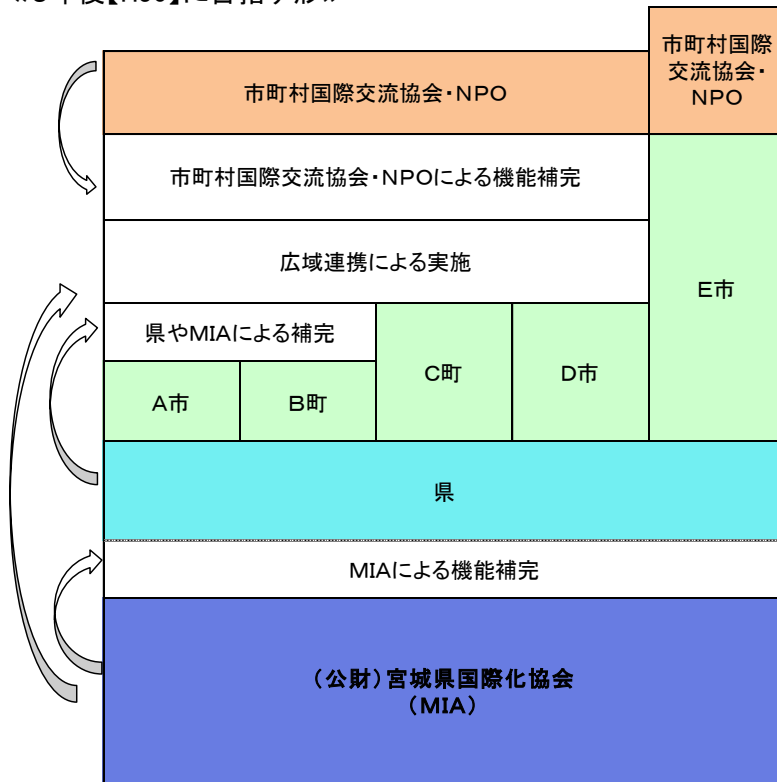 市町村国際
交流協会・
NPO
市町村国際交流協会・NPO
市町村国際交流協会・NPOによる機能補完
広域連携による実施
E市
県やMIAによる補完
C町
D市
A市
B町
県
MIAによる機能補完
(公財)宮城県国際化協会
(MIA)